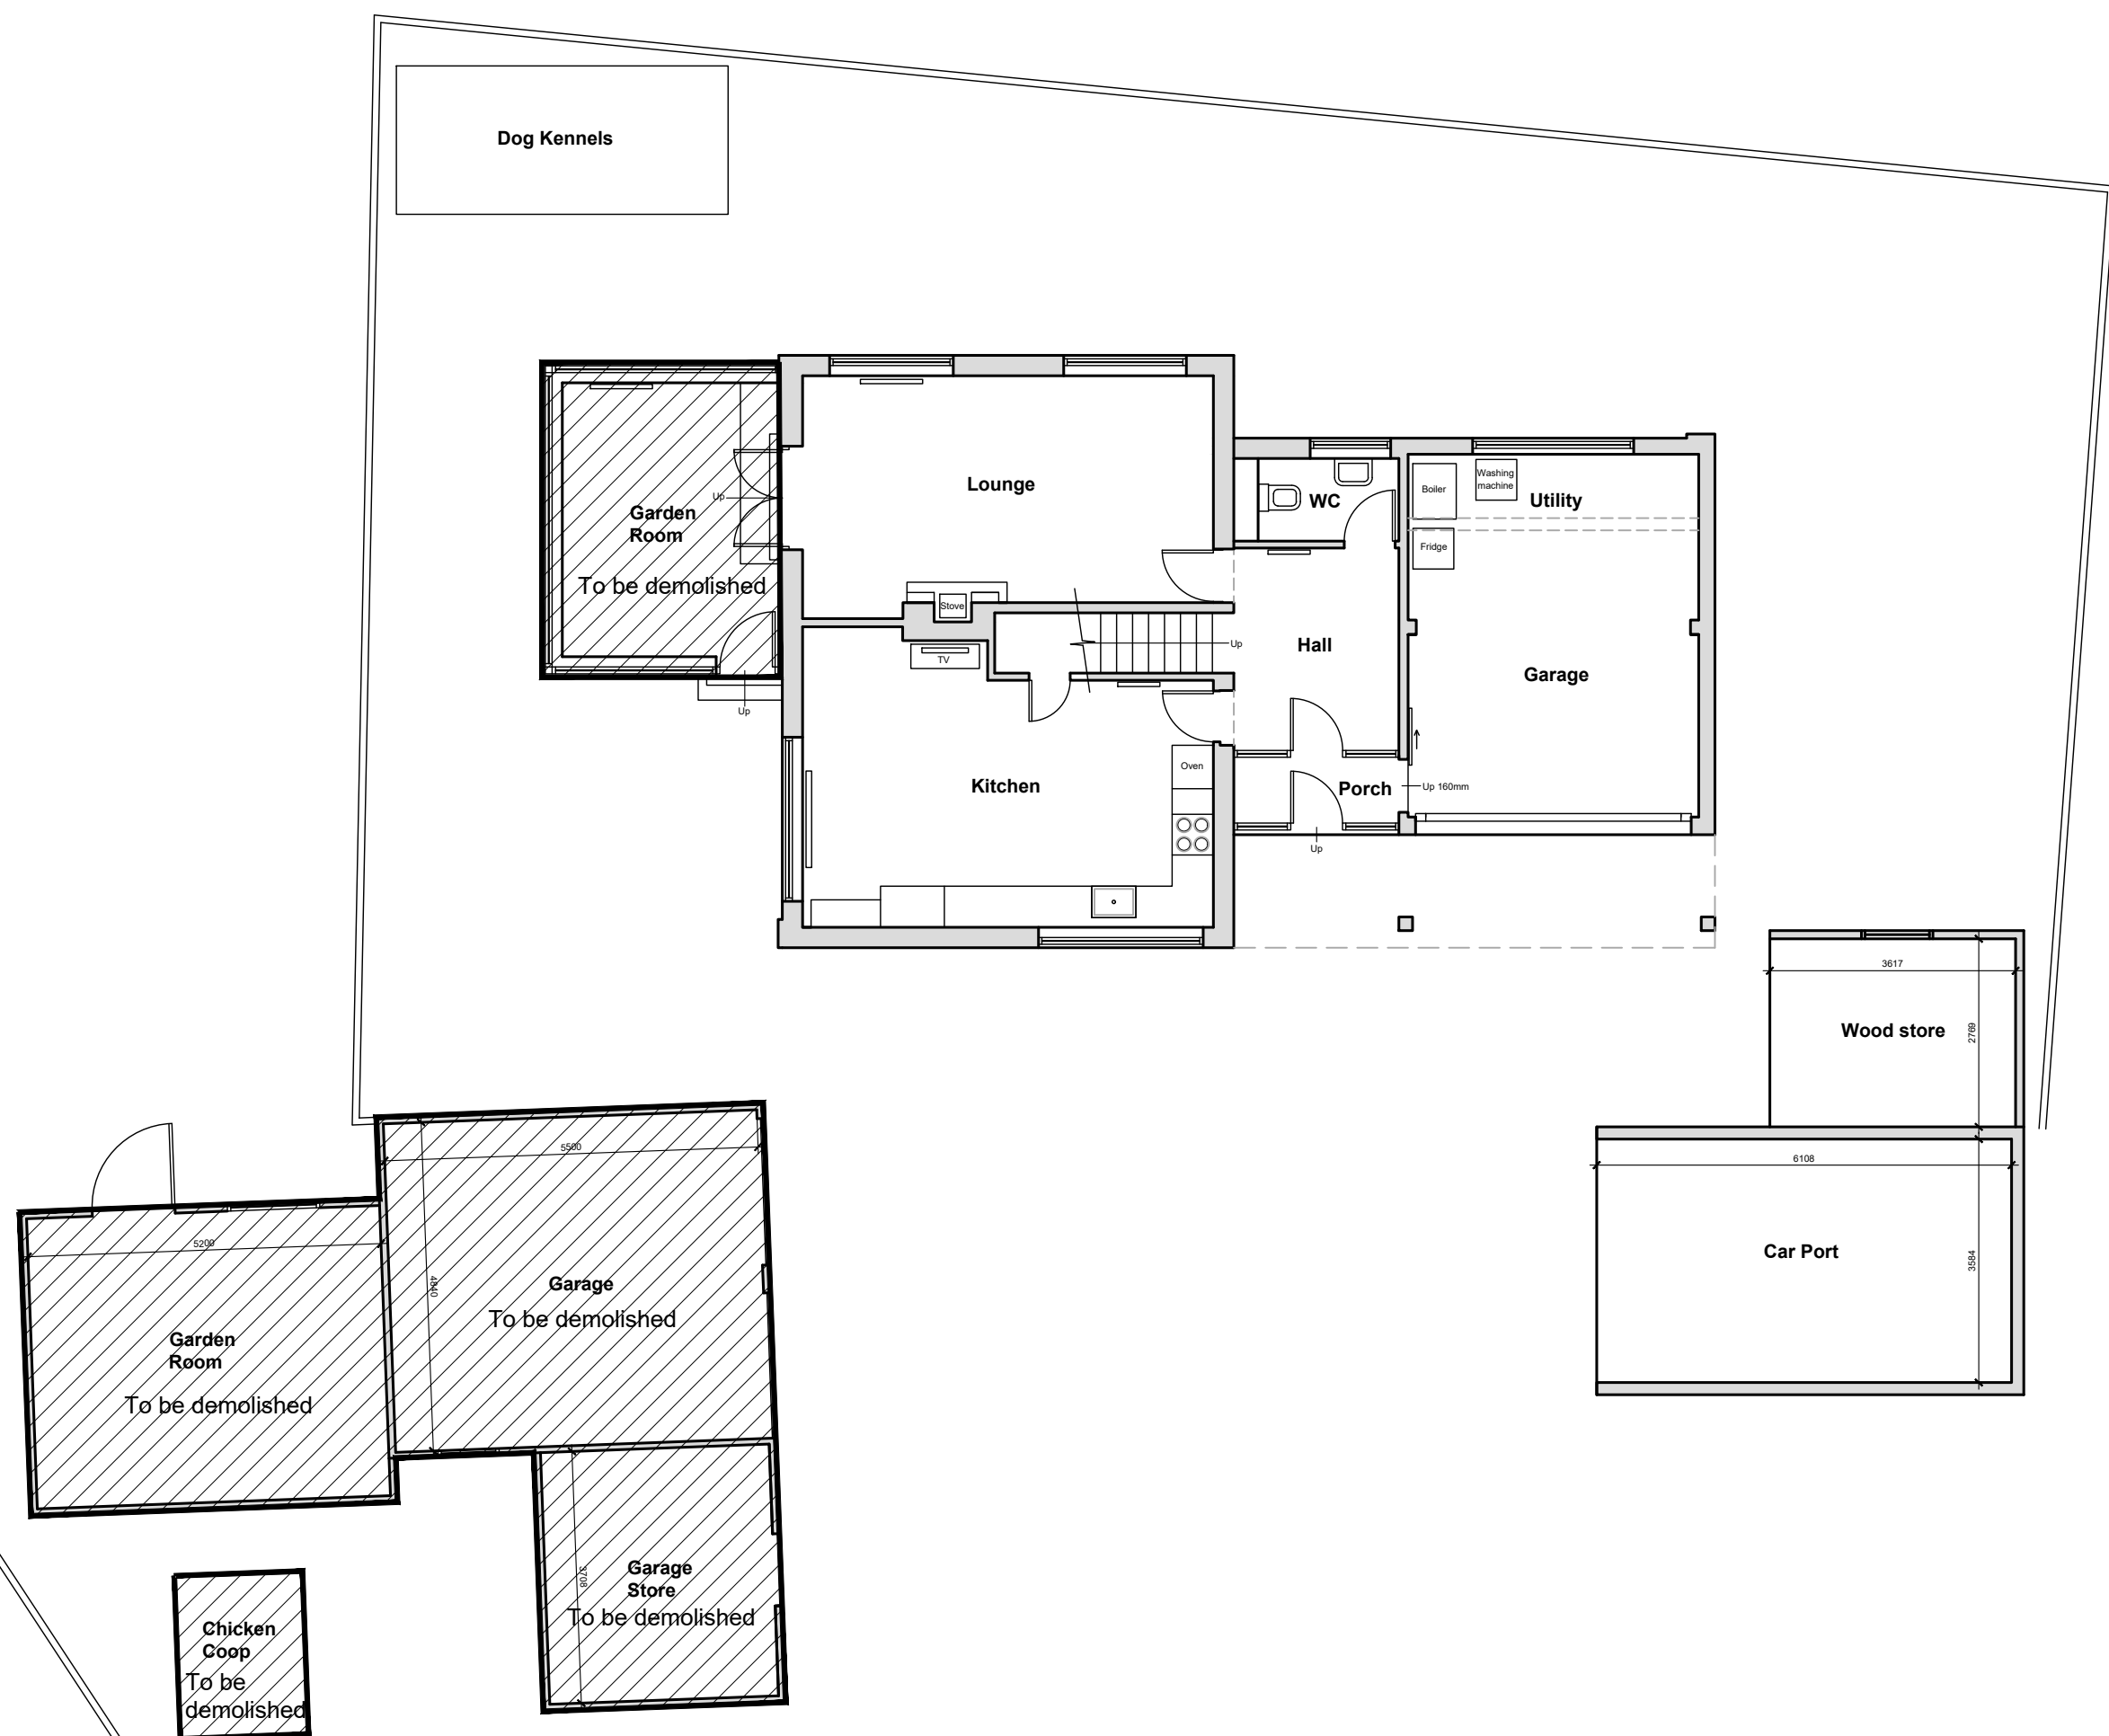 Dog Kennels
Lounge
Garden
Room
To be demolished
Up
Up
Stove
TV
Up
WC
Boiler
Washing
machine
Utility
Fridge
Hall
Garage
Kitchen
Oven
Porch
Up 160mm
Up
3617
Wood store
2769
6108
Car Port
3584
5500
4840
Garage
To be demolished
5200
Garden
Room
To be demolished
3708
Garage
Store
To be demolished
Chicken
Coop
To be
demolished